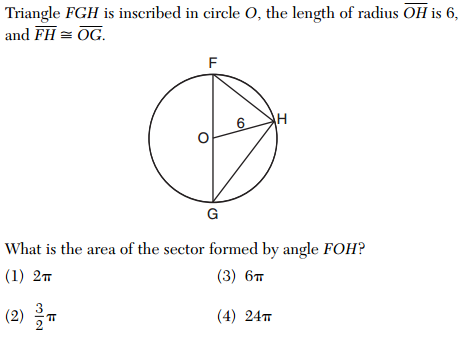 Triangle FGH is inscribed in circle O, the length of radius OH is 6,
and FH ≅ OG.
F
6
H
O
G
What is the area of the sector formed by angle FOH?
(1) 2π
(3) 6π
(2) 3/2 π
(4) 24π